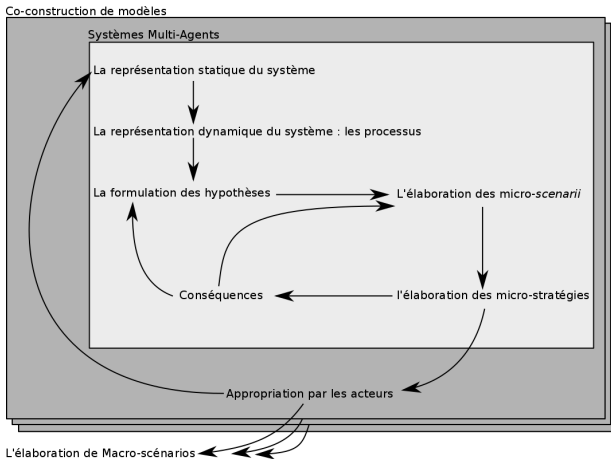 Co-construction de modèles
Systèmes Multi-Agents
La représentation statique du système
La représentation dynamique du système : les processus
La formulation des hypothèses
L'élaboration des micro-scenarii
Conséquences
l'élaboration des micro-stratégies
Appropriation par les acteurs
L'élaboration de Macro-scénarios